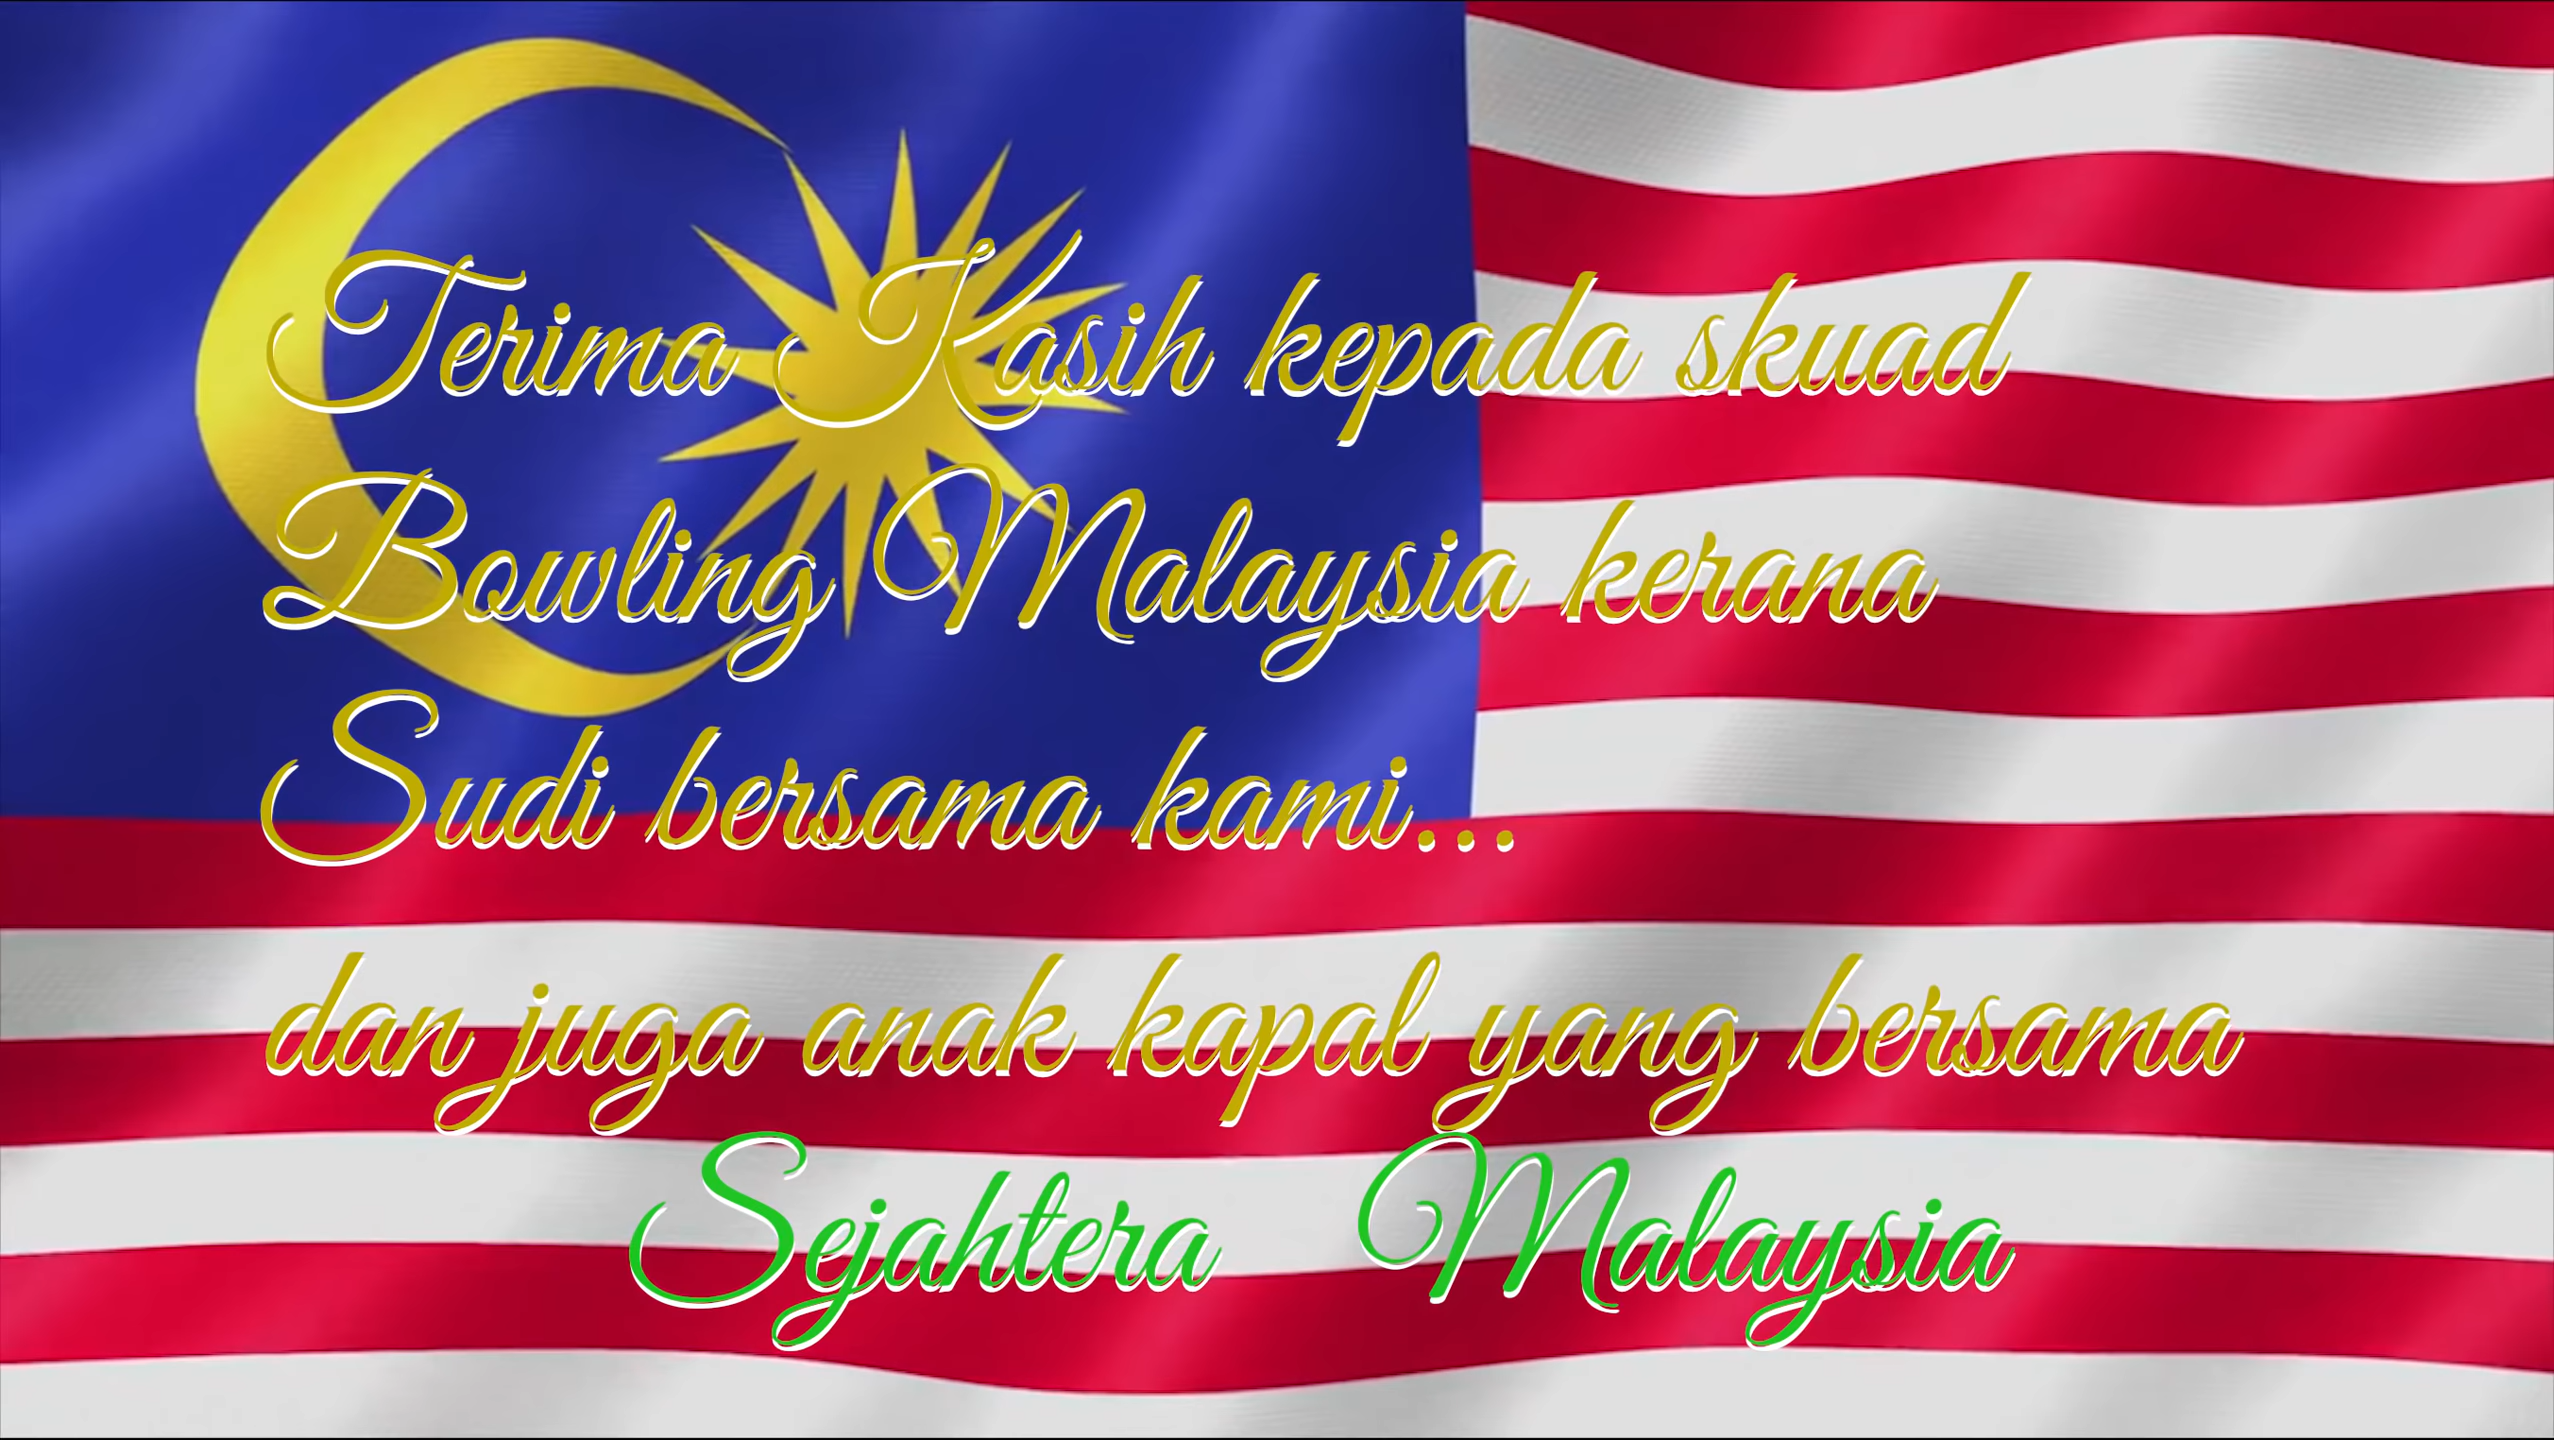 Terima Kasih kepada skuad
Bowling Malaysia kerana
Sudi bersama kami...
dan juga anak kapal yang bersama
Sejahtera Malaysia